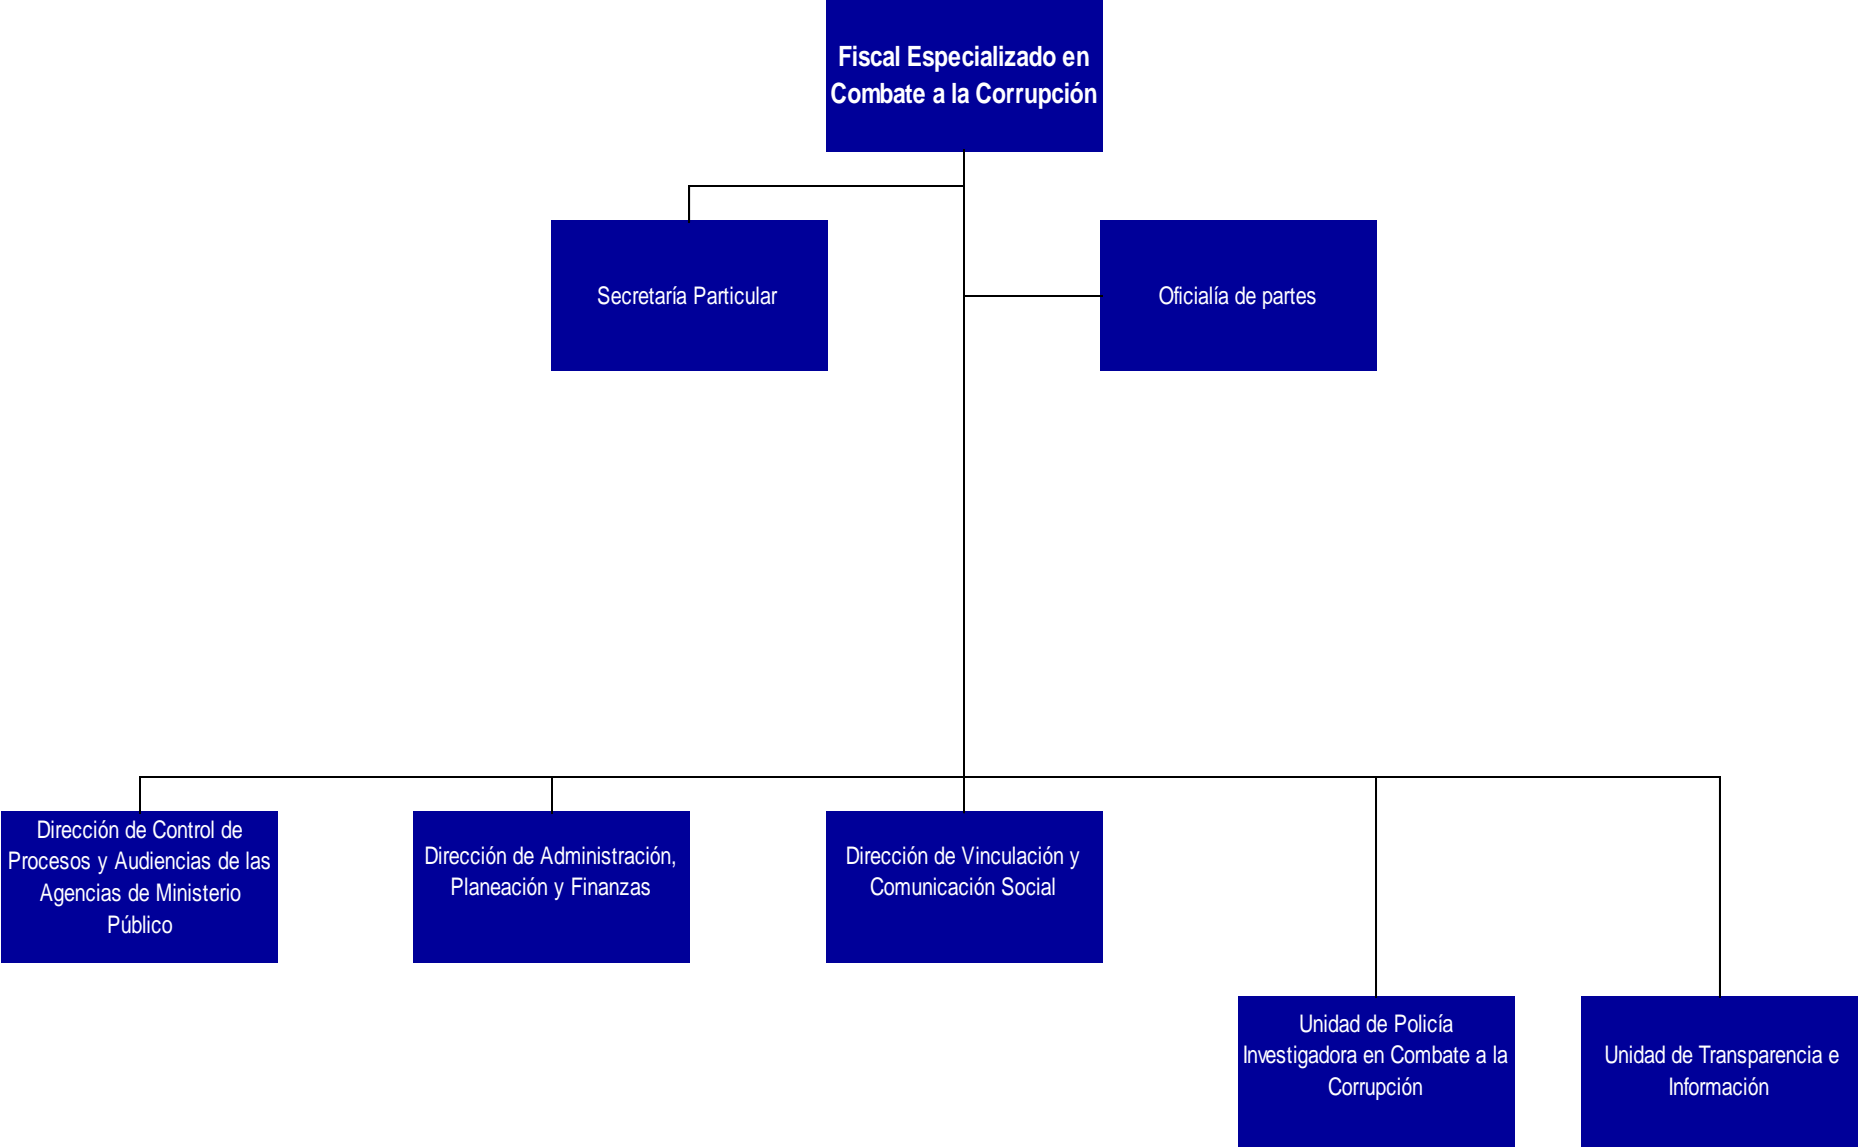 Fiscal Especializado en
Combate a la Corrupción
Secretaría Particular
Oficialía de partes
Dirección de Control de
Procesos y Audiencias de las
Agencias de Ministerio
Público
Dirección de Administración,
Planeación y Finanzas
Dirección de Vinculación y
Comunicación Social
Unidad de Policía
Investigadora en Combate a la
Corrupción
Unidad de Transparencia e
Información